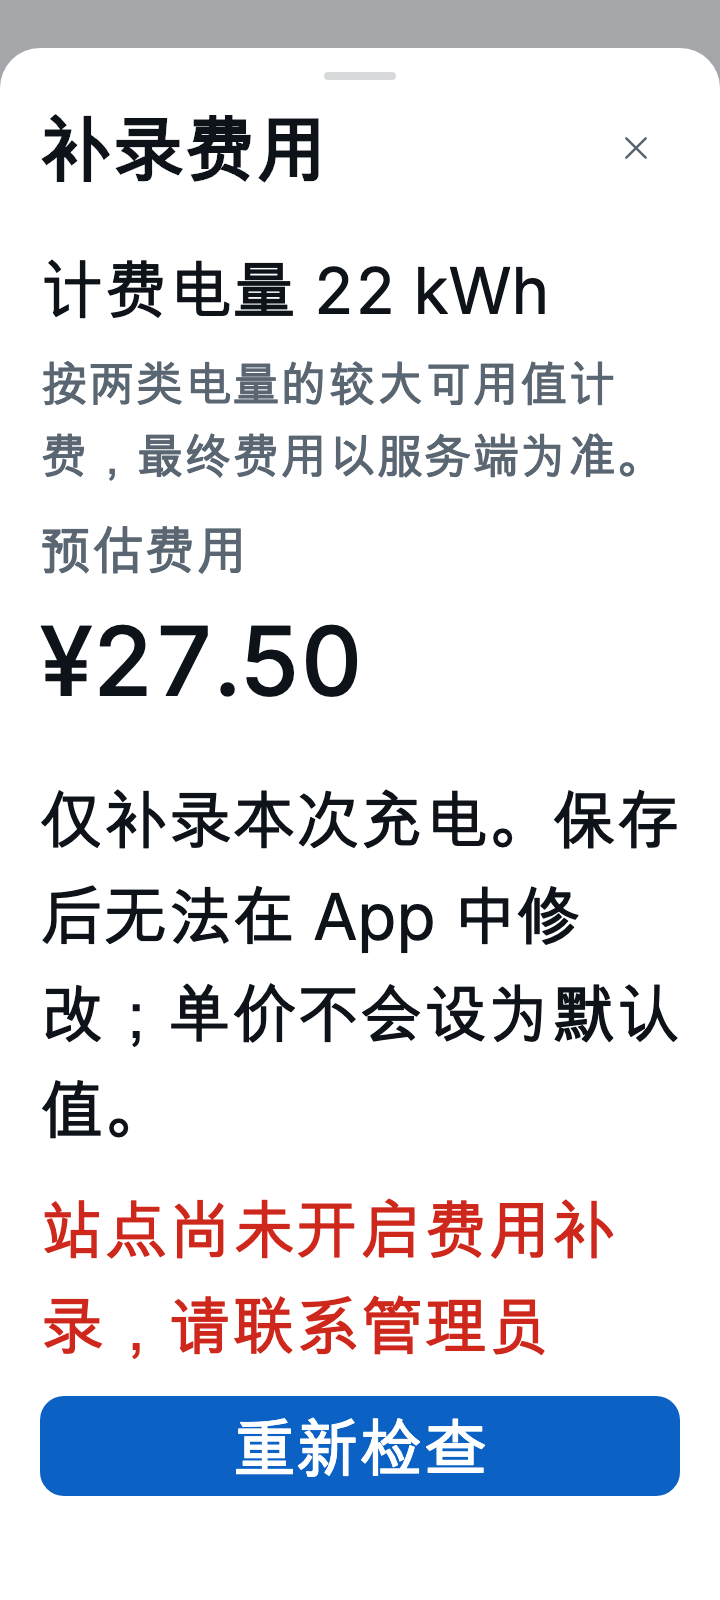 补录费用
计费电量 22 kWh
按两类电量的较大可用值计
费，最终费用以服务端为准。
预估费用
¥27.50
仅补录本次充电。保存
后无法在 App 中修
改；单价不会设为默认
值。
站点尚未开启费用补
录，请联系管理员
重新检查